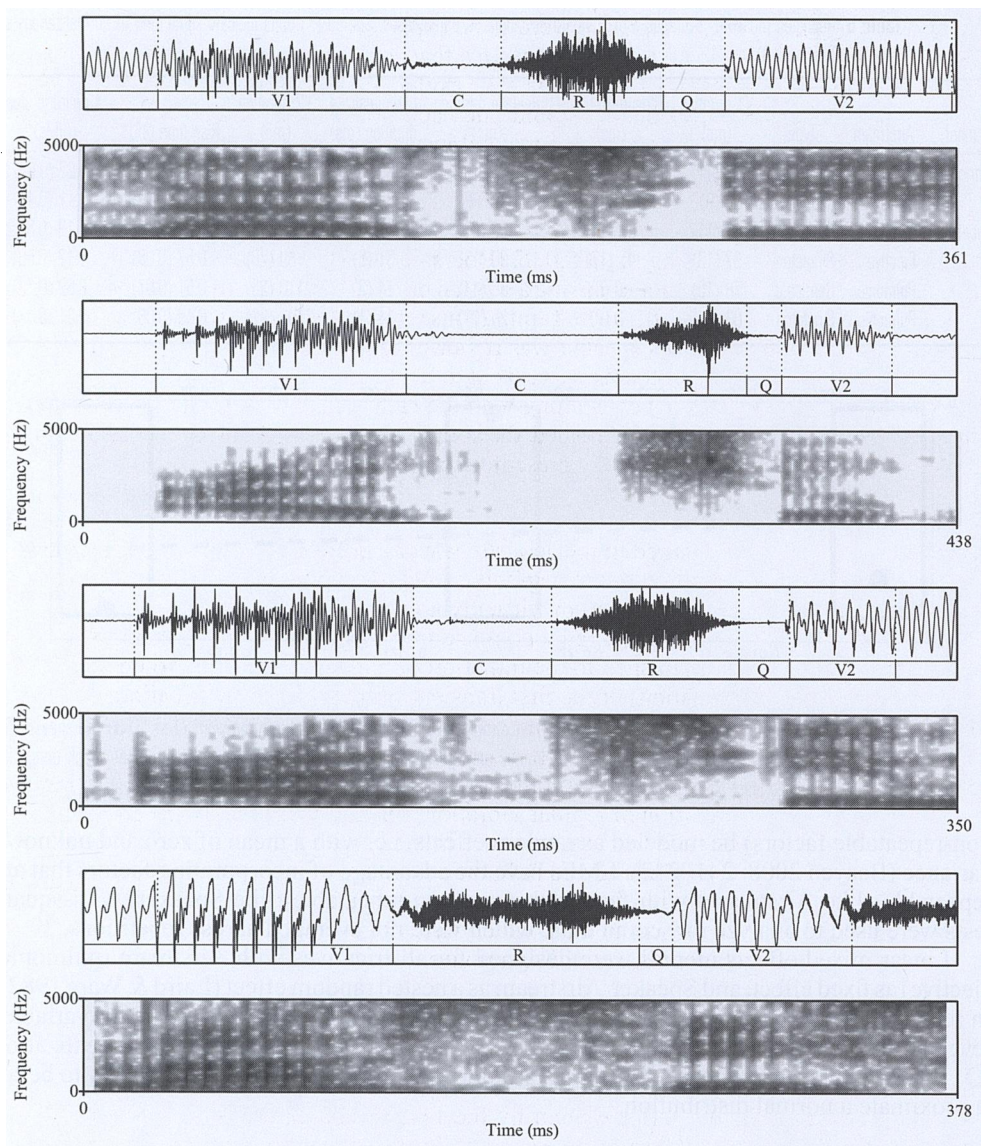 V1 C R Q V2
Frequency (Hz)
5000
0
0
361
Time (ms)
V1 C R Q V2
Frequency (Hz)
5000
0
0
438
Time (ms)
V1 C R Q V2
Frequency (Hz)
5000
0
0
350
Time (ms)
V1 R Q V2
Frequency (Hz)
5000
0
0
378
Time (ms)